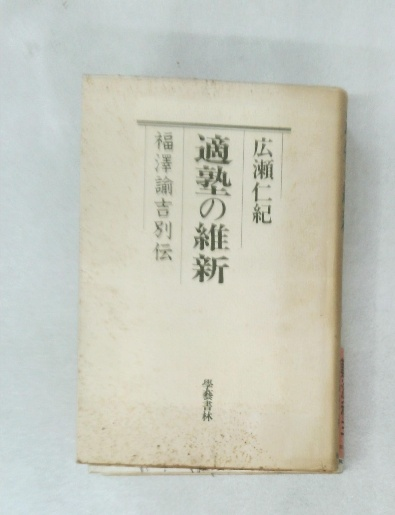 広瀬仁紀
適塾の維新
福澤諭吉別伝
學藝書林